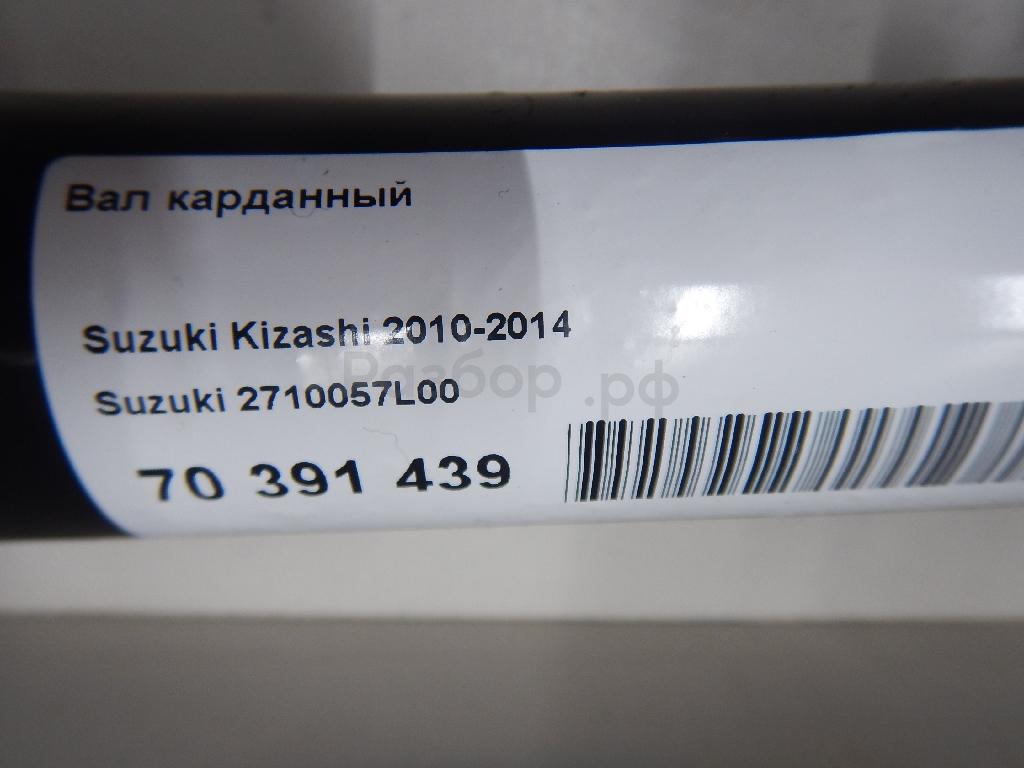 Вал карданный
Suzuki Kizashi 2010-2014
Разбор.рф
Suzuki 2710057L00
70 391 439